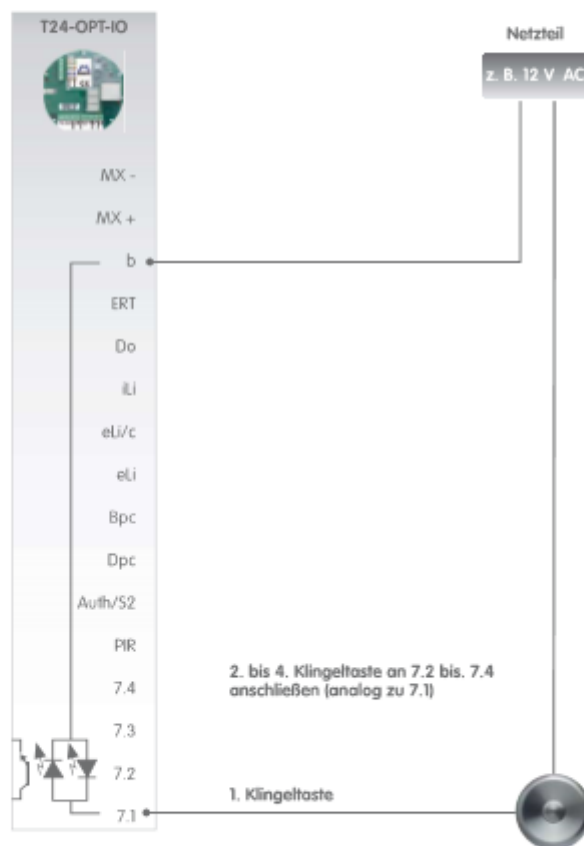 T24-OPT-IO
Netzteil
z. B. 12 V AC
MX -
MX +
b
ERT
Do
iLi
eLi/c
eLi
Bpc
Dpc
Auth/S2
PIR
7.4
2. bis 4. Klingeltaste an 7.2 bis. 7.4
anschließen (analog zu 7.1)
7.3
7.2
1. Klingeltaste
7.1